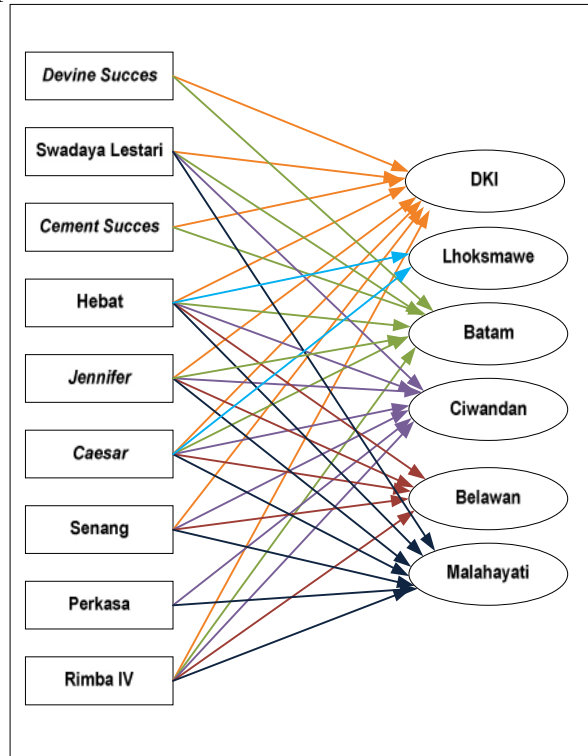 Devine Succes
Swadaya Lestari
Cement Succes
Hebat
Jennifer
Caesar
Senang
Perkasa
Rimba IV
DKI
Lhoksmawe
Batam
Ciwandan
Belawan
Malahayati